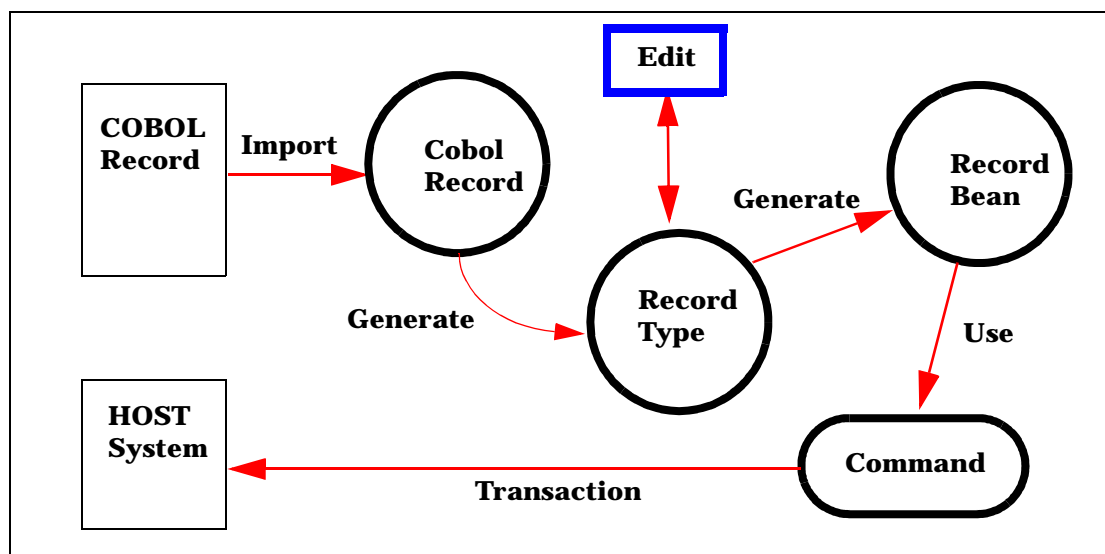 Edit
COBOL
Record
Import
Cobol
Record
Record
Bean
Generate
Generate
Record
Type
Use
HOST
System
Command
Transaction